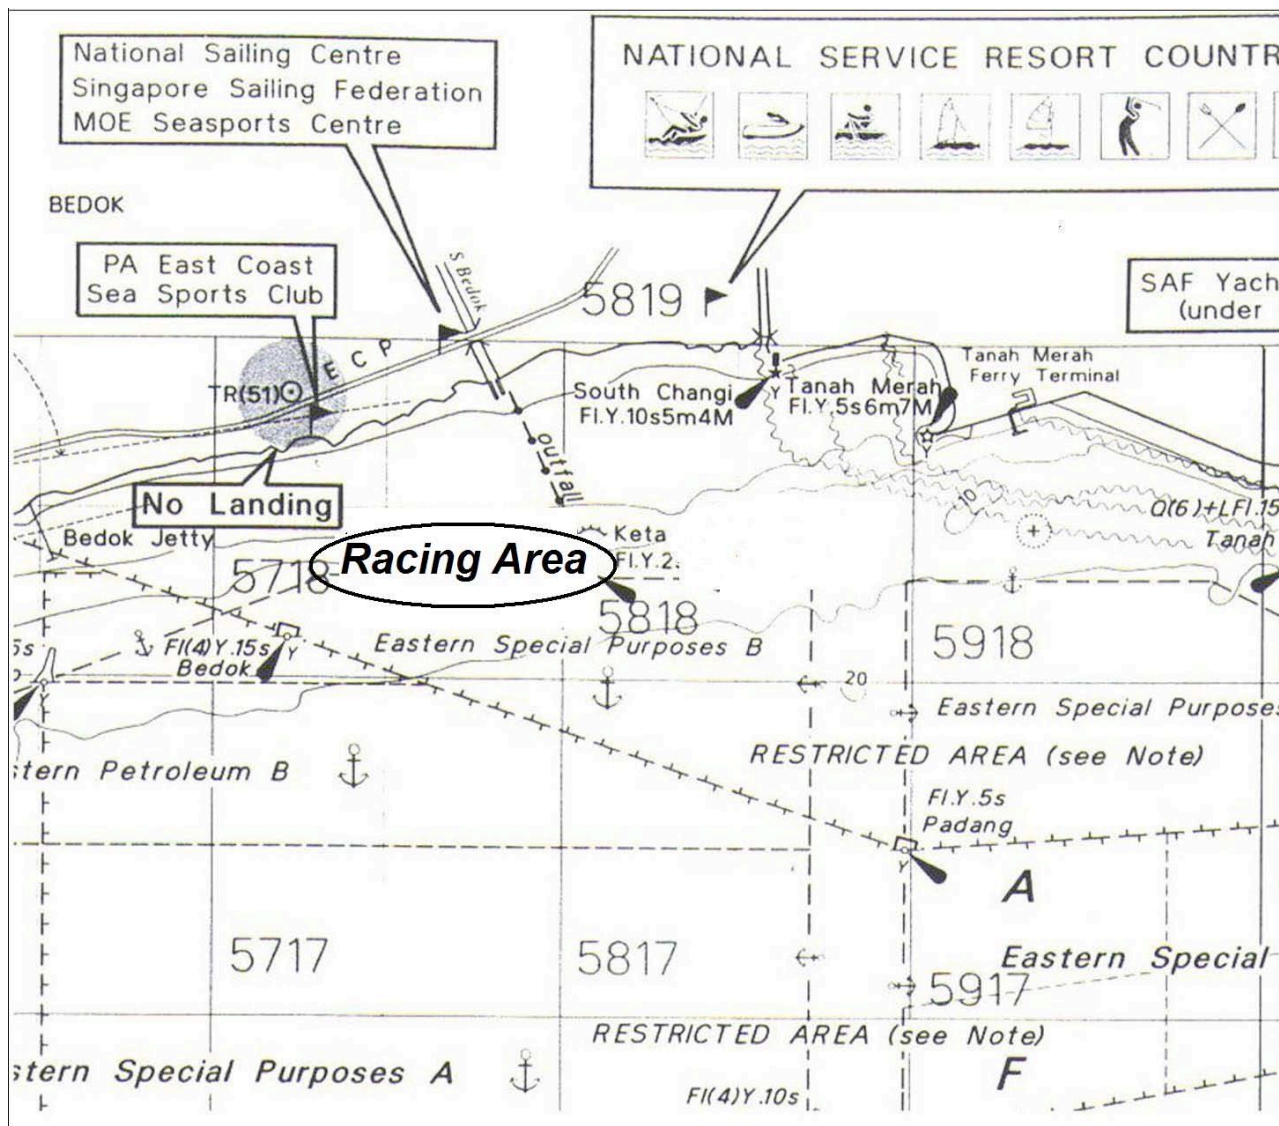 National Sailing Centre
Singapore Sailing Federation
MOE Seasports Centre
NATIONAL SERVICE RESORT COUNTR
BEDOK
PA East Coast
Sea Sports Club
S Bedok
5819
SAF Yach
(under
E C P
TR(51)
South Changi
Fl.Y.10s5m4M
Y
Tanah Merah
Fl.Y.5s6m7M
Y
Tanah Merah
Ferry Terminal
No Landing
outfall
10
Q(6)+LFl.15
Tanah
Bedok Jetty
Racing Area
Keta
Fl.Y.2
5718
5818
5918
Fl(4)Y.15s
Bedok
Y
Eastern Special Purposes B
20
Y
Eastern Special Purposes
RESTRICTED AREA (see Note)
stern Petroleum B
Fl.Y.5s
Padang
Y
A
5717
5817
Eastern Special
5917
RESTRICTED AREA (see Note)
F
stern Special Purposes A
Fl(4)Y.10s